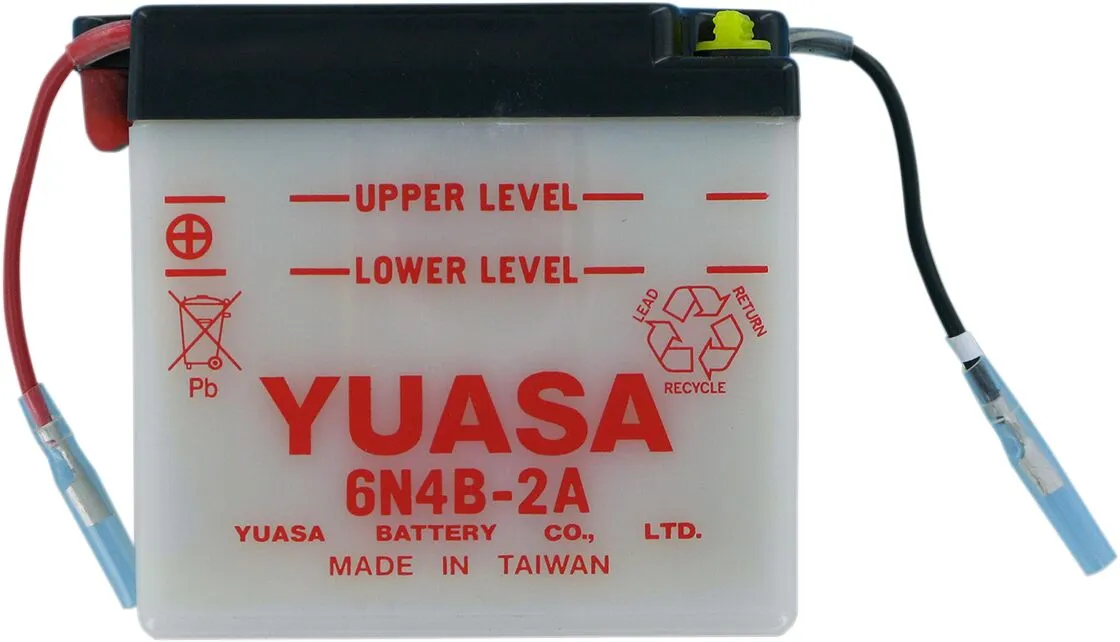 UPPER LEVEL
LOWER LEVEL
Pb
LEAD
RETURN
RECYCLE
YUASA
6N4B-2A
YUASA BATTERY CO., LTD.
MADE IN TAIWAN